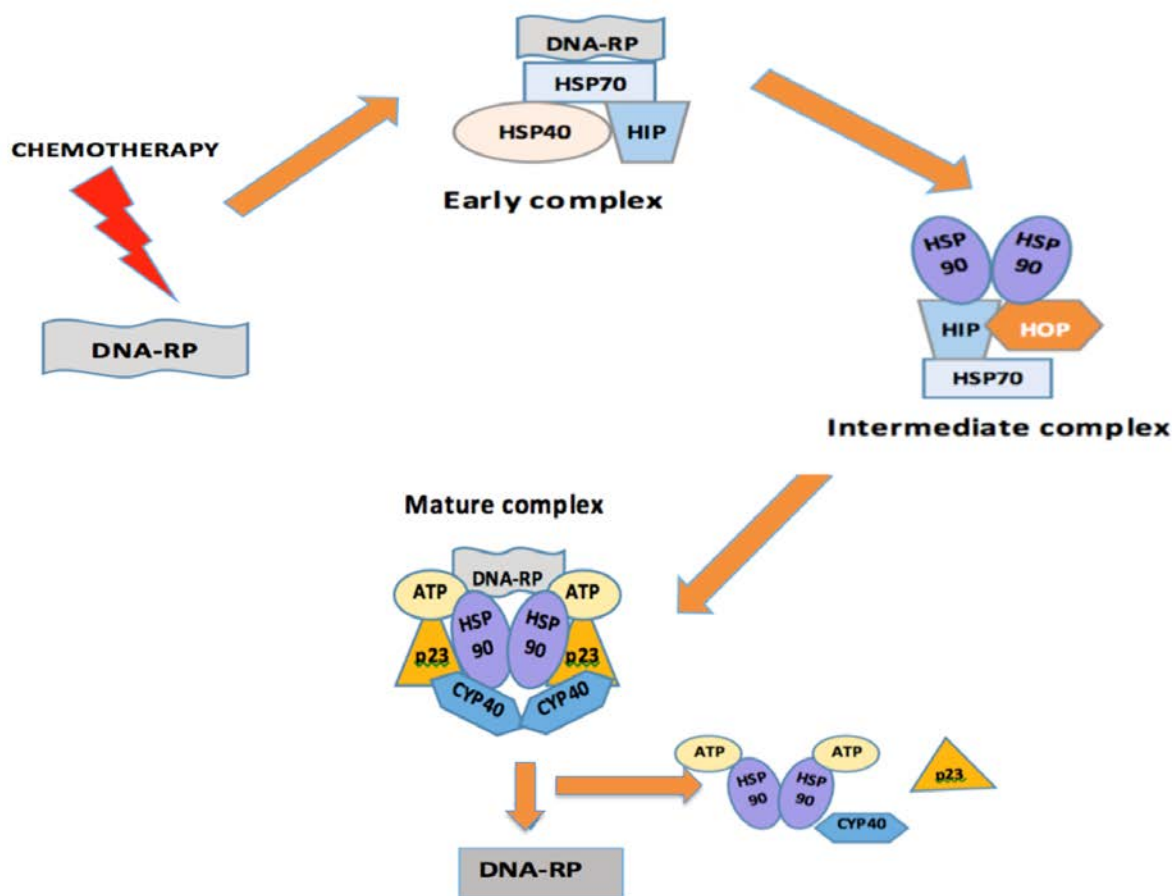 DNA-RP
HSP70
HSP40
HIP
CHEMOTHERAPY
Early complex
DNA-RP
HSP
90
HSP
90
HIP
HOP
HSP70
Intermediate complex
Mature complex
DNA-RP
ATP
ATP
HSP
90
HSP
90
p23
p23
CYP40
CYP40
ATP
ATP
HSP
90
HSP
90
p23
CYP40
DNA-RP